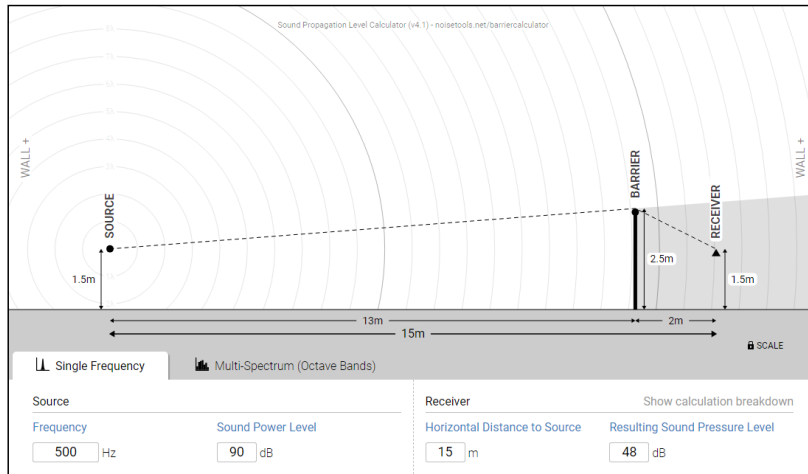 Sound Propagation Level Calculator (v4.1) - noisetools.net/barriercalculator
WALL +
SOURCE
BARRIER
RECEIVER
WALL +
1.5m
2.5m
1.5m
13m
2m
15m
SCALE
Single Frequency
Multi-Spectrum (Octave Bands)
Source
Receiver
Show calculation breakdown
Frequency
Sound Power Level
Horizontal Distance to Source
Resulting Sound Pressure Level
500 Hz
90 dB
15 m
48 dB